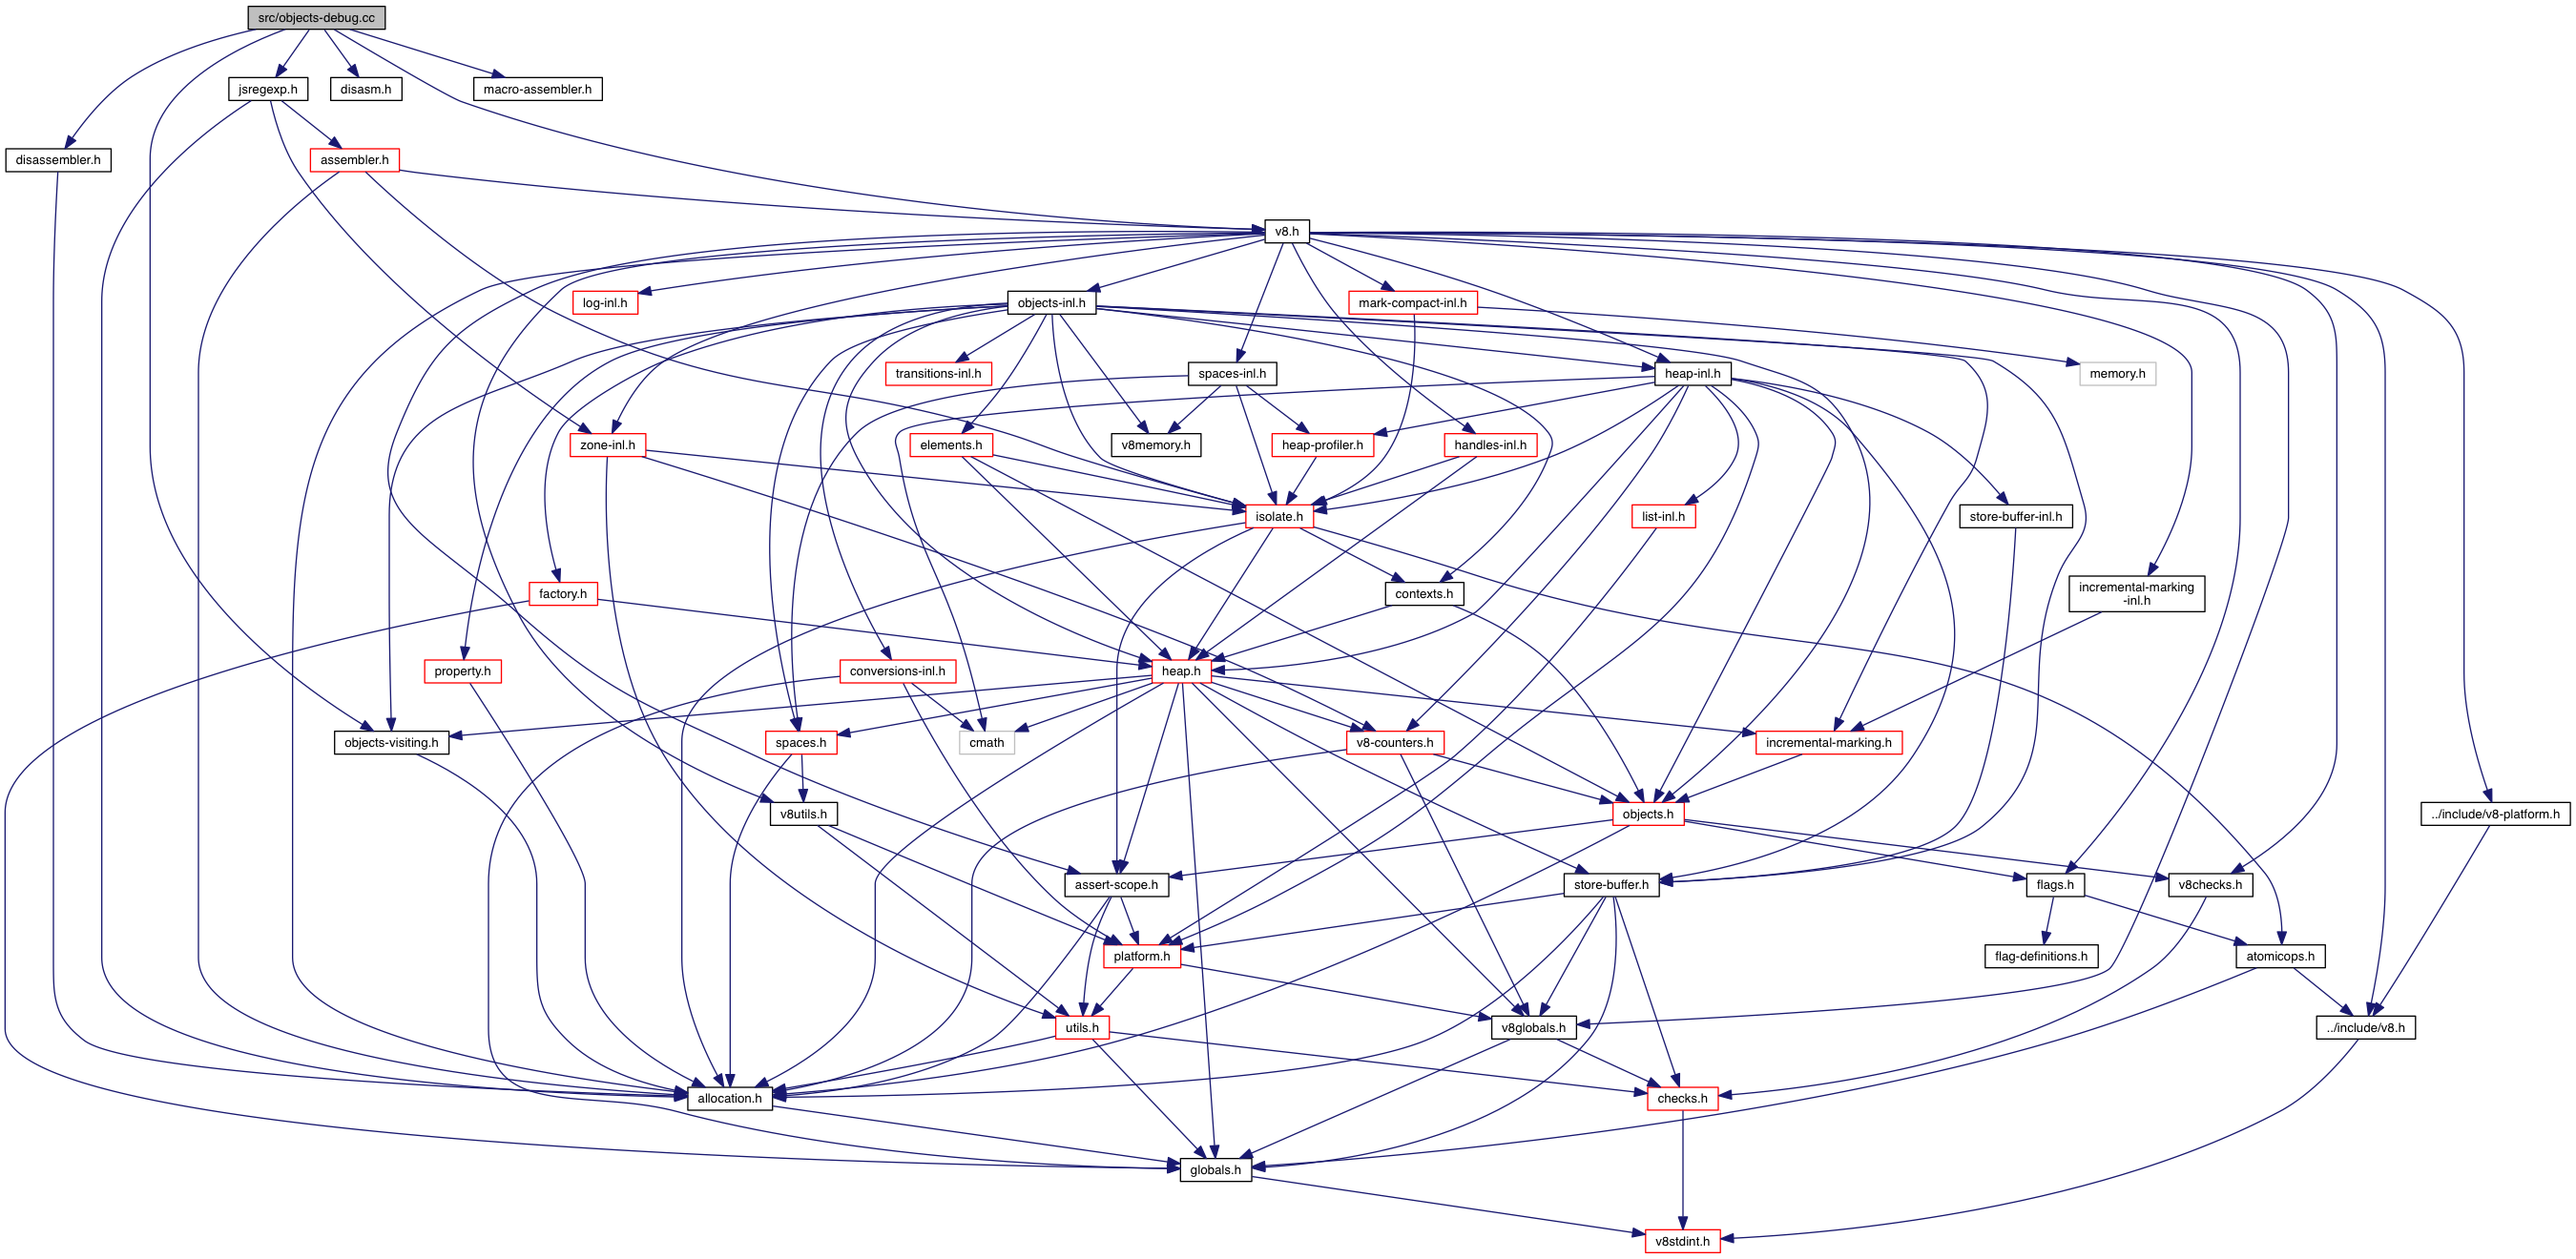 src/objects-debug.cc
jsregexp.h
disasm.h
macro-assembler.h
disassembler.h
assembler.h
v8.h
log-inl.h
objects-inl.h
mark-compact-inl.h
transitions-inl.h
spaces-inl.h
heap-inl.h
memory.h
zone-inl.h
elements.h
v8memory.h
heap-profiler.h
handles-inl.h
isolate.h
list-inl.h
store-buffer-inl.h
factory.h
contexts.h
incremental-marking
-inl.h
property.h
conversions-inl.h
heap.h
objects-visiting.h
spaces.h
cmath
v8-counters.h
incremental-marking.h
v8utils.h
objects.h
../include/v8-platform.h
assert-scope.h
store-buffer.h
flags.h
v8checks.h
platform.h
flag-definitions.h
atomicops.h
utils.h
v8globals.h
../include/v8.h
allocation.h
checks.h
globals.h
v8stdint.h